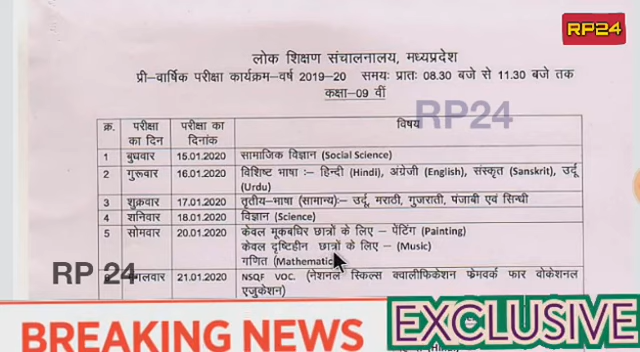 RP24
लोक शिक्षण संचालनालय, मध्यप्रदेश
प्री–वार्षिक परीक्षा कार्यक्रम–वर्ष 2019–20 समयः प्रातः 08.30 बजे से 11.30 बजे तक
कक्षा–09 वीं
RP24
क्र. परीक्षा का दिन परीक्षा का दिनांक विषय
1 बुधवार 15.01.2020 सामाजिक विज्ञान (Social Science)
2 गुरूवार 16.01.2020 विशिष्ट भाषा :– हिन्दी (Hindi), अंग्रेजी (English), संस्कृत (Sanskrit), उर्दू
(Urdu)
3 शुक्रवार 17.01.2020 तृतीय–भाषा (सामान्य):– उर्दू, मराठी, गुजराती, पंजाबी एवं सिन्धी
4 शनिवार 18.01.2020 विज्ञान (Science)
5 सोमवार 20.01.2020 केवल मूकबधिर छात्रों के लिए – पेंटिंग (Painting)
केवल दृष्टिहीन छात्रों के लिए – (Music)
गणित (Mathematic
RP 24
21.01.2020 NSQF VOC. (नेशनल स्किल्स क्वालीफिकेशन फ्रेमवर्क फार वोकेशनल
एजुकेशन)
BREAKING NEWS
EXCLUSIVE